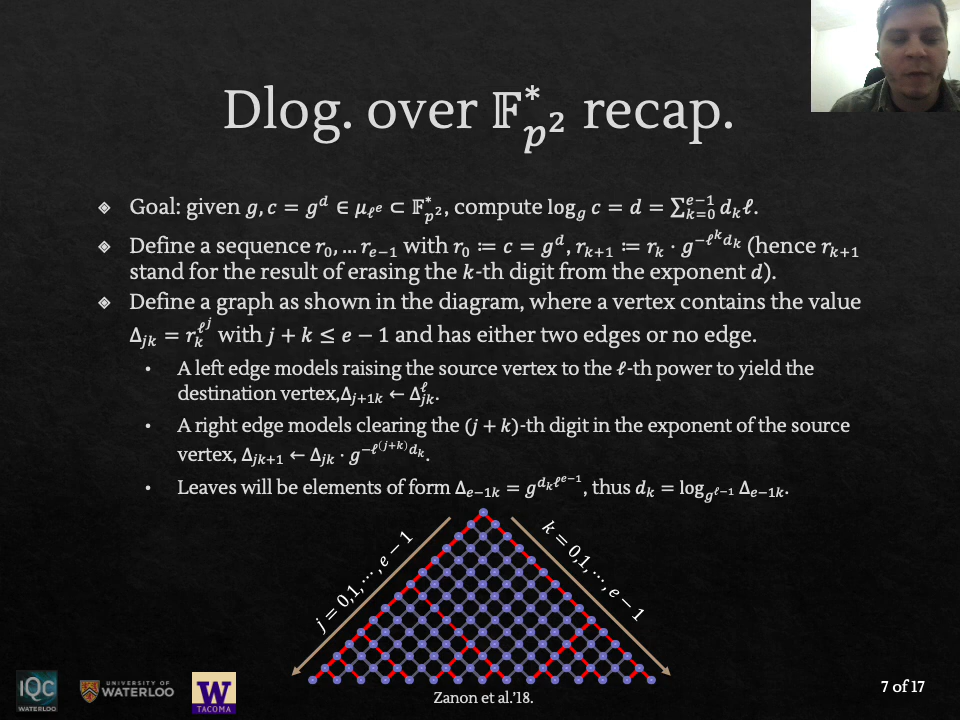 Dlog. over 𝔽*_{p²} recap.
◈ Goal: given g, c = g^d ∈ μ_{ℓ^e} ⊂ 𝔽*_{p²}, compute log_g c = d = ∑_{k=0}^{e−1} d_k ℓ.
◈ Define a sequence r_0, … r_{e−1} with r_0 ≔ c = g^d, r_{k+1} ≔ r_k · g^{−ℓ^k d_k} (hence r_{k+1}
stand for the result of erasing the k-th digit from the exponent d).
◈ Define a graph as shown in the diagram, where a vertex contains the value
Δ_{jk} = r_k^{ℓ^j} with j + k ≤ e − 1 and has either two edges or no edge.
• A left edge models raising the source vertex to the ℓ-th power to yield the
destination vertex,Δ_{j+1k} ← Δ_{jk}^ℓ.
• A right edge models clearing the (j + k)-th digit in the exponent of the source
vertex, Δ_{jk+1} ← Δ_{jk} · g^{−ℓ^{(j+k)} d_k}.
• Leaves will be elements of form Δ_{e−1k} = g^{d_k ℓ^{e−1}}, thus d_k = log_{g^{ℓ−1}} Δ_{e−1k}.
j = 0,1, ⋯ , e − 1
k = 0,1, ⋯ , e − 1
Zanon et al.'18.
IQC
WATERLOO
UNIVERSITY OF
WATERLOO
W
TACOMA
7 of 17